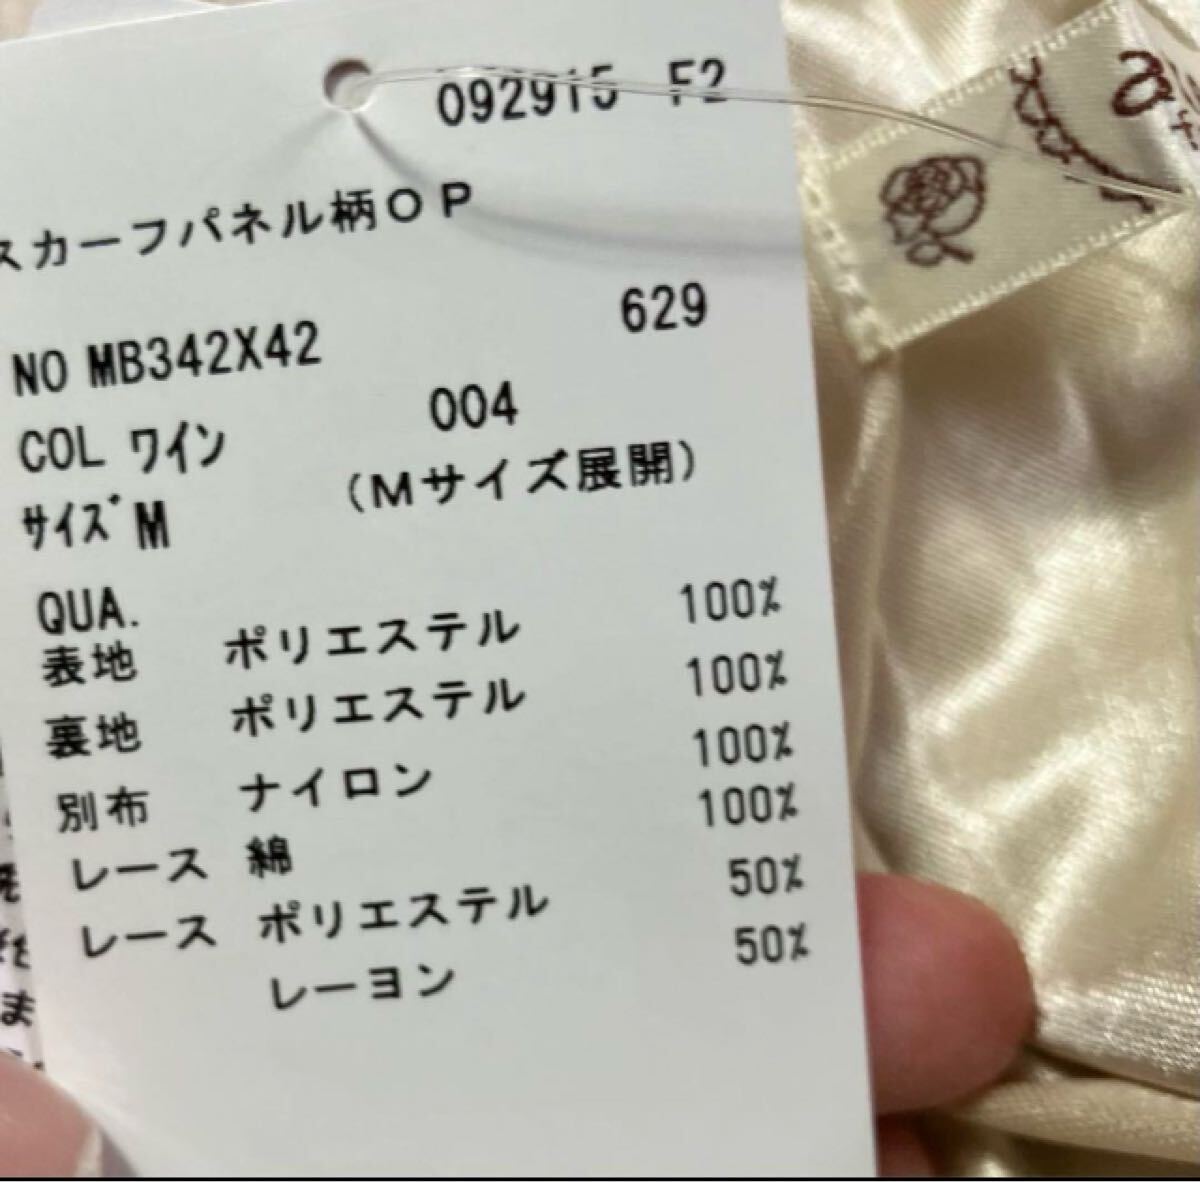 092915 F2
スカーフパネル柄OP
NO MB342X42 629
COL ワイン 004
サイズ M (Mサイズ展開)
QUA.
表地 ポリエステル 100%
裏地 ポリエステル 100%
別布 ナイロン 100%
レース 綿 100%
レース ポリエステル 50%
レーヨン 50%
a